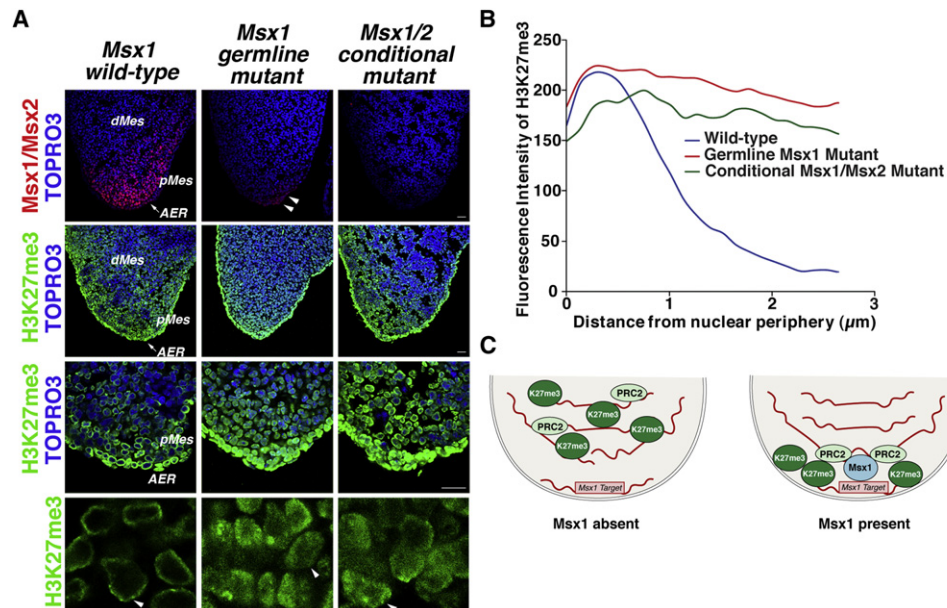 A
Msx1
wild-type
Msx1
germline
mutant
Msx1/2
conditional
mutant
Msx1/Msx2
TOPRO3
dMes
pMes
AER
H3K27me3
TOPRO3
dMes
pMes
AER
H3K27me3
TOPRO3
pMes
AER
H3K27me3
B
Fluorescence Intensity of H3K27me3
250
200
150
100
50
0
0
1
2
3
Wild-type
Germline Msx1 Mutant
Conditional Msx1/Msx2 Mutant
Distance from nuclear periphery (µm)
C
K27me3
PRC2
K27me3
PRC2
K27me3
K27me3
Msx1 Target
Msx1 absent
PRC2
PRC2
K27me3
K27me3
Msx1
K27me3
Msx1 Target
Msx1 present